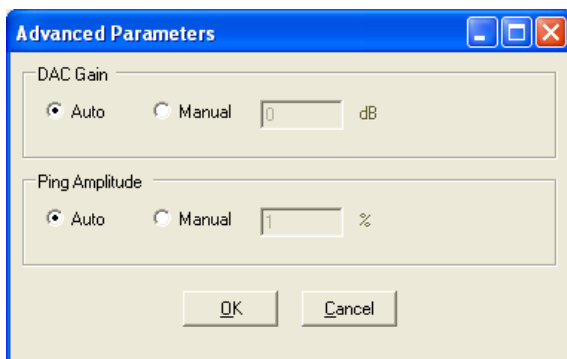 Advanced Parameters
DAC Gain
Auto Manual 0 dB
Ping Amplitude
Auto Manual 1 %
OK Cancel